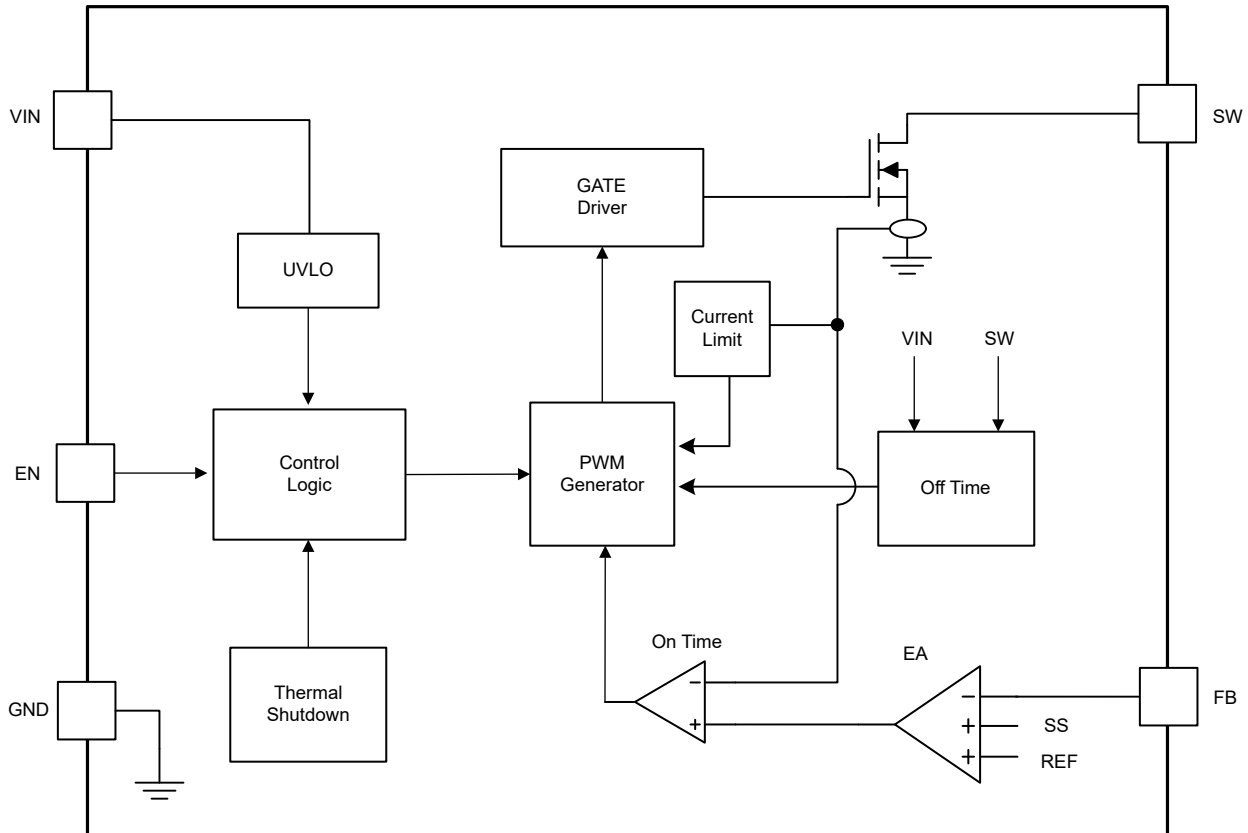 VIN
SW
GATE
Driver
UVLO
Current
Limit
VIN
SW
EN
Control
Logic
PWM
Generator
Off Time
On Time
EA
Thermal
Shutdown
GND
−
+
−
+
+
SS
REF
FB